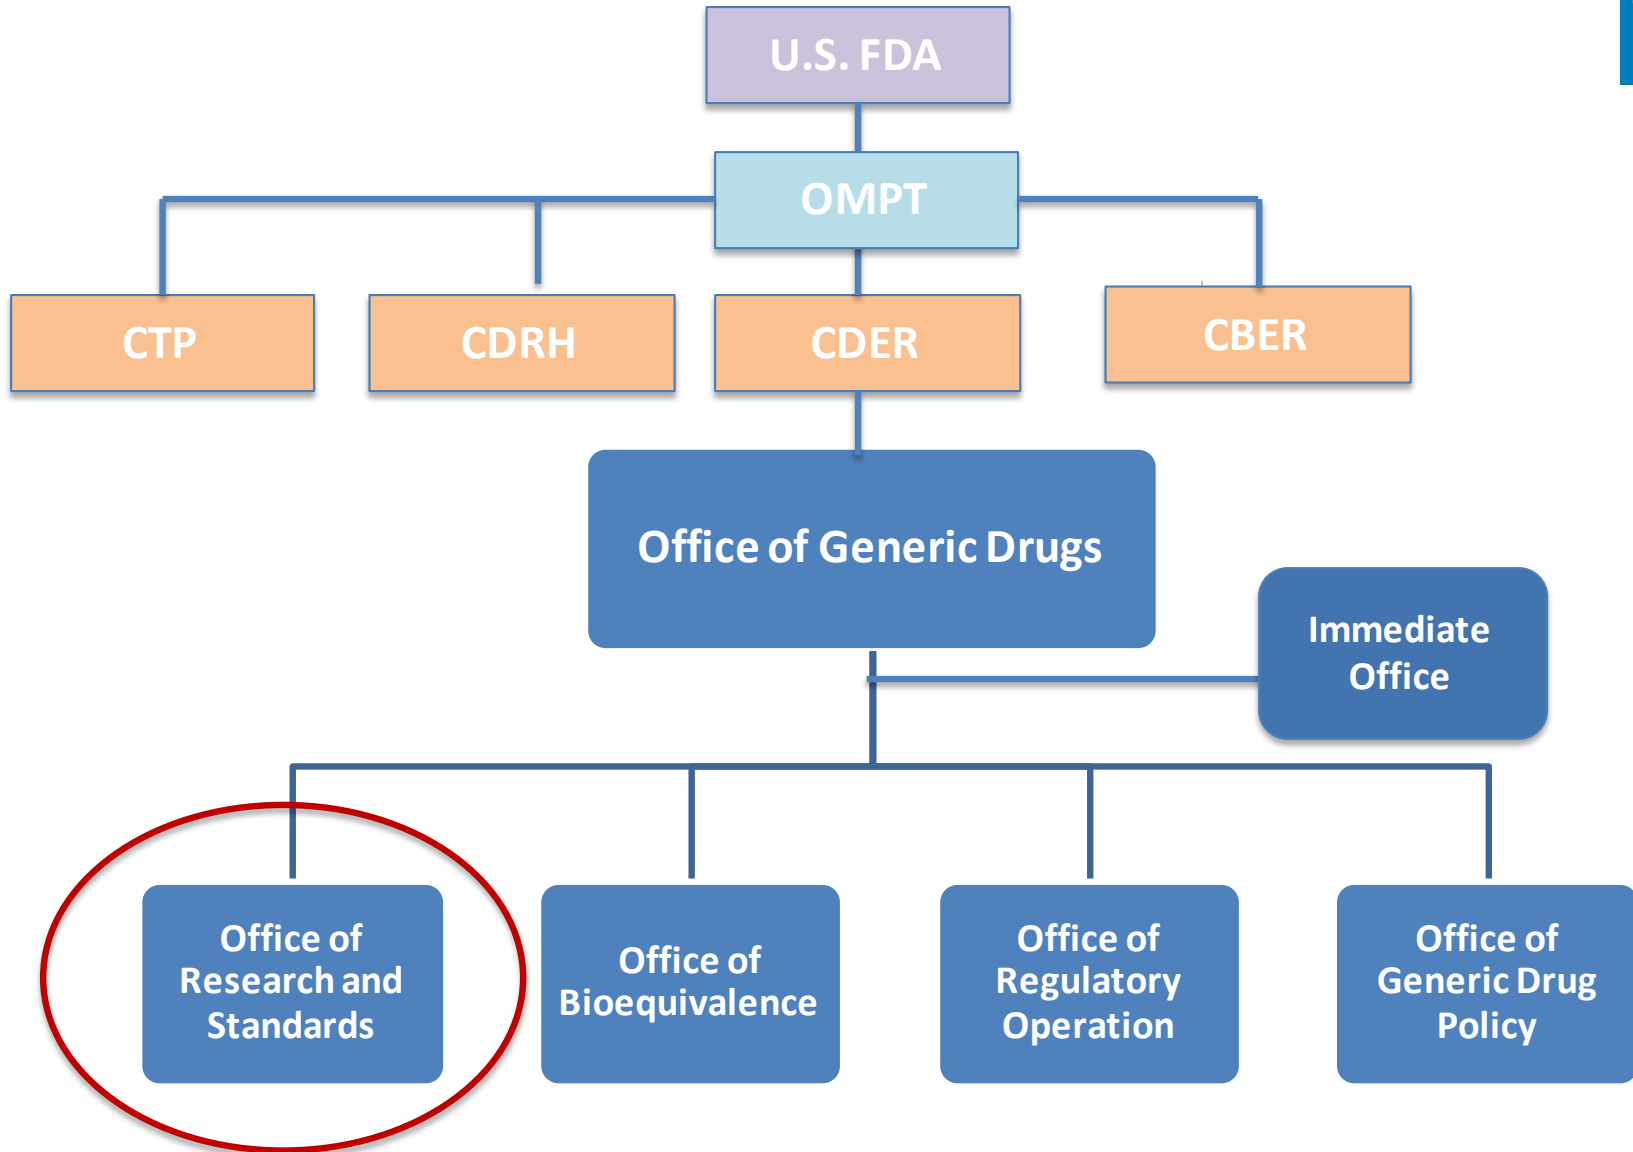 U.S. FDA
OMPT
CTP
CDRH
CDER
CBER
Office of Generic Drugs
Immediate
Office
Office of
Research and
Standards
Office of
Bioequivalence
Office of
Regulatory
Operation
Office of
Generic Drug
Policy